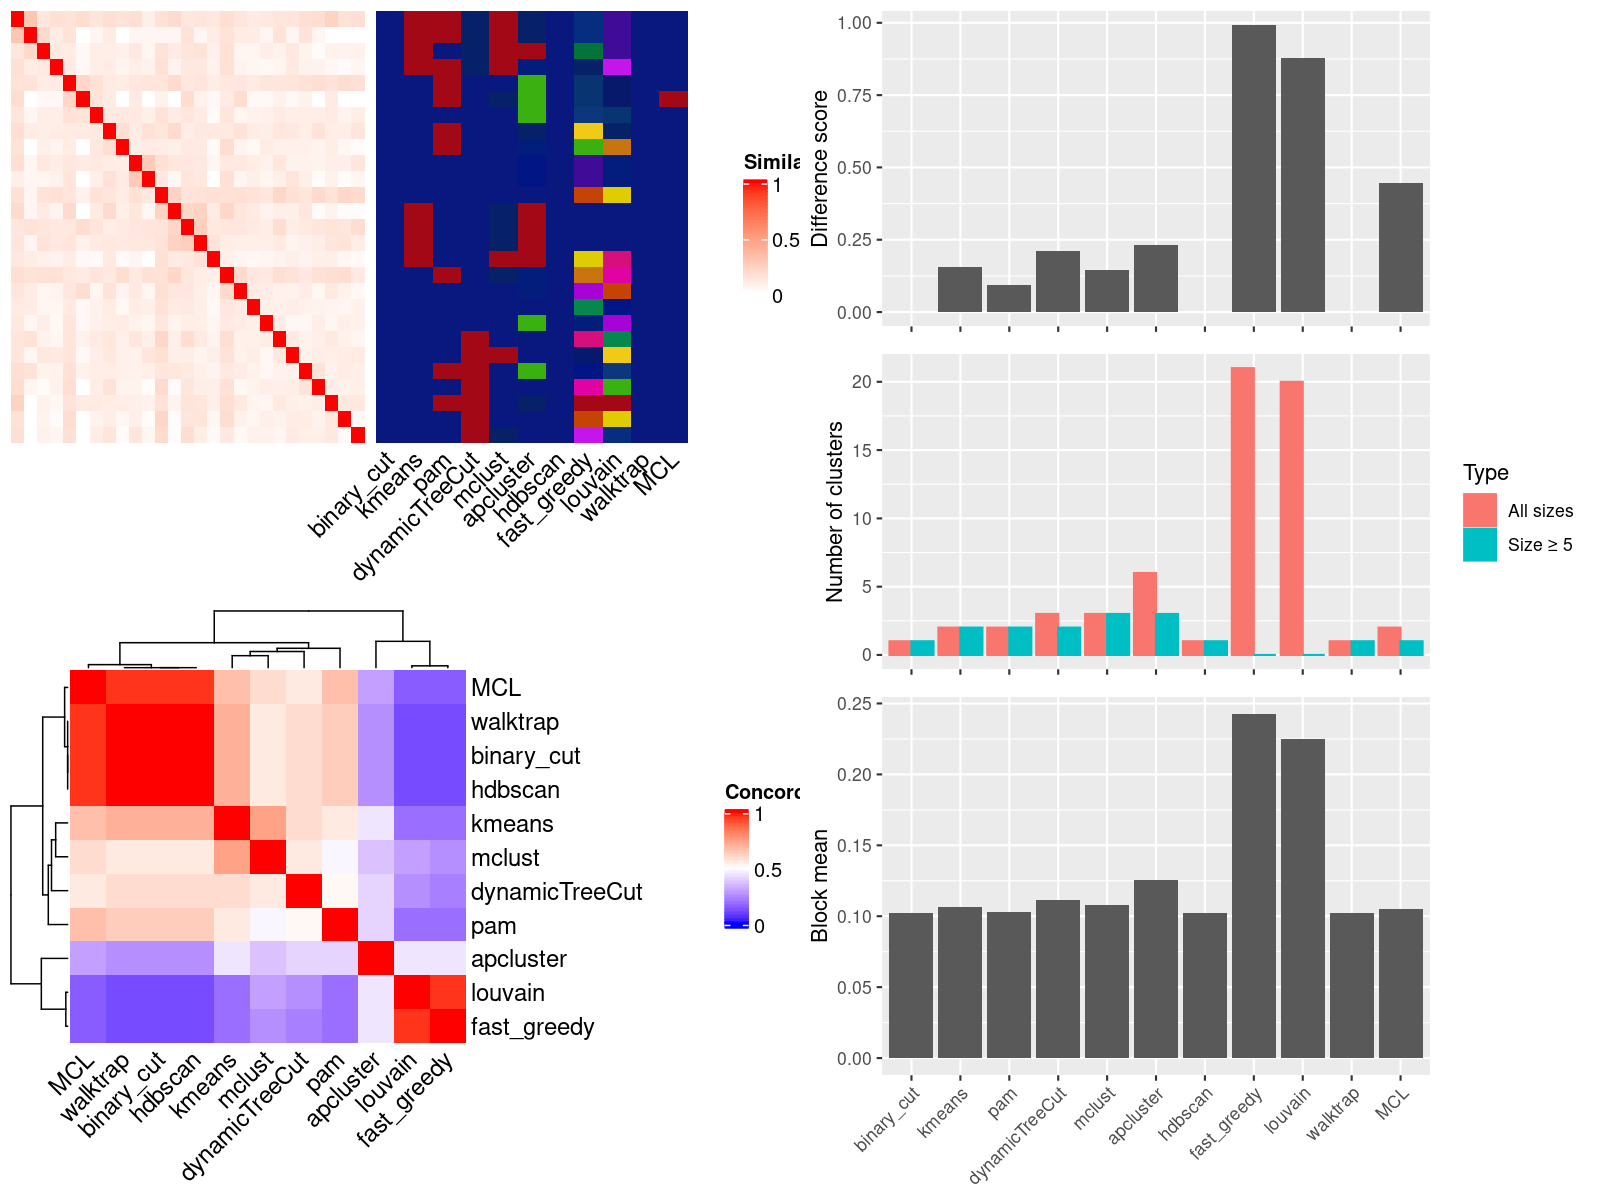 Simila
1
0.5
0
binary_cut
kmeans
pam
dynamicTreeCut
mclust
apcluster
hdbscan
fast_greedy
louvain
walktrap
MCL
MCL
walktrap
binary_cut
hdbscan
kmeans
mclust
dynamicTreeCut
pam
apcluster
louvain
fast_greedy
MCL
walktrap
binary_cut
hdbscan
kmeans
mclust
dynamicTreeCut
pam
apcluster
louvain
fast_greedy
Concord
1
0.5
0
Difference score
1.00
0.75
0.50
0.25
0.00
Number of clusters
20
15
10
5
0
Type
All sizes
Size ≥ 5
Block mean
0.25
0.20
0.15
0.10
0.05
0.00
binary_cut
kmeans
pam
dynamicTreeCut
mclust
apcluster
hdbscan
fast_greedy
louvain
walktrap
MCL